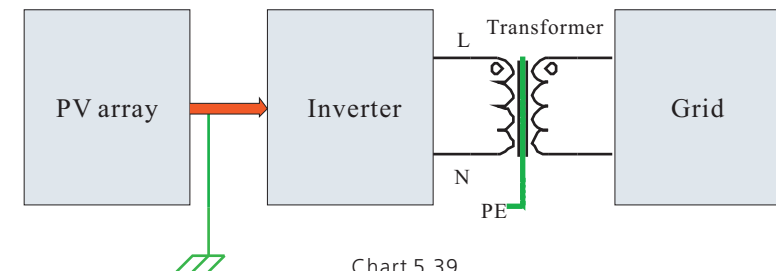 Transformer
L
PV array
Inverter
Grid
N
PE
Chart 5.39